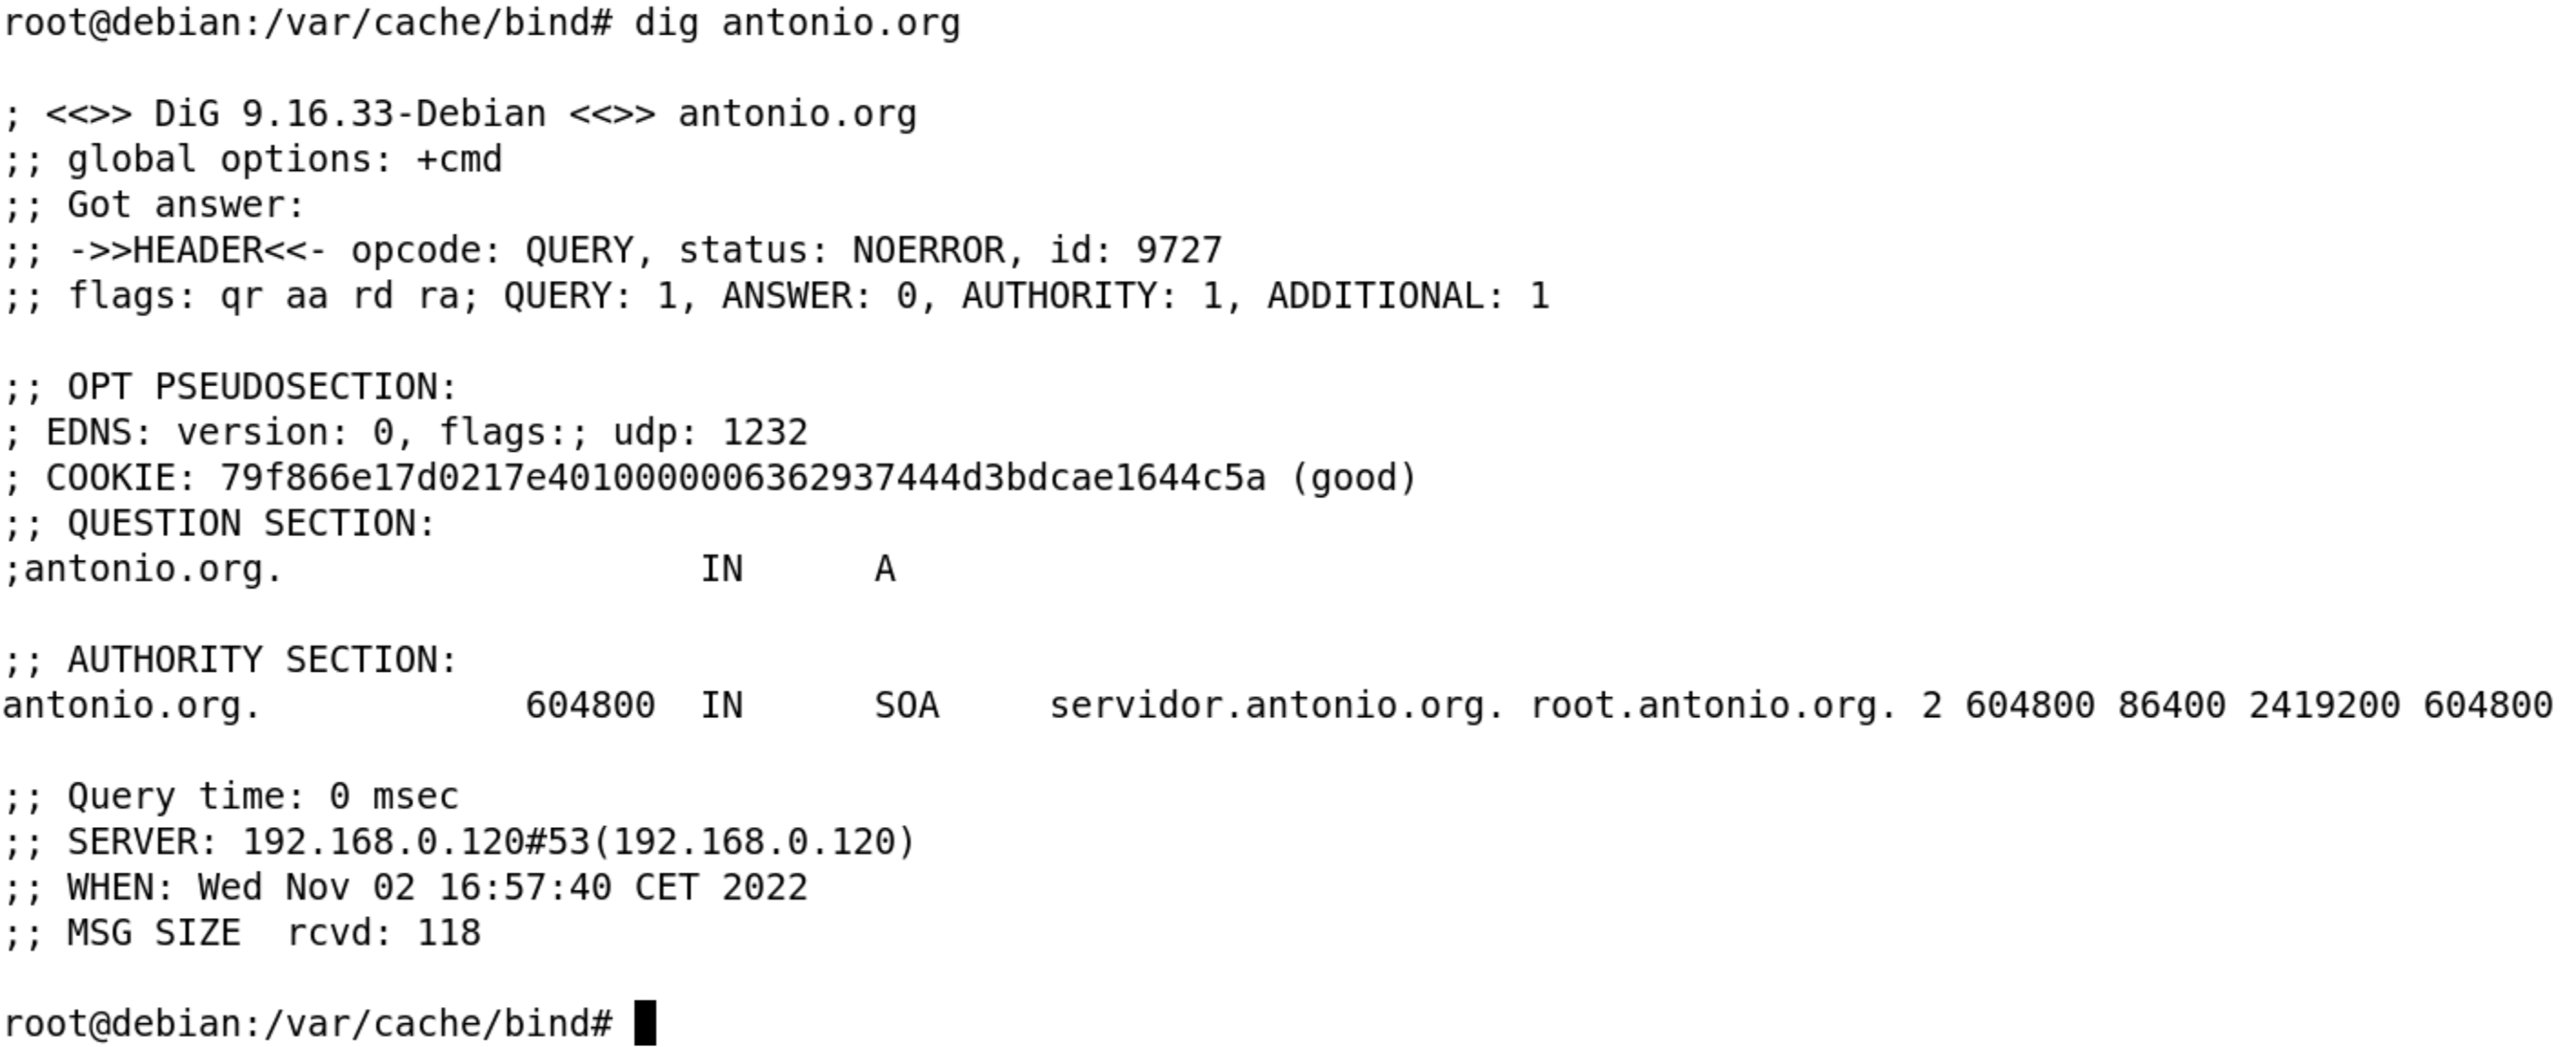 root@debian:/var/cache/bind# dig antonio.org
; <<>> DiG 9.16.33-Debian <<>> antonio.org
;; global options: +cmd
;; Got answer:
;; ->>HEADER<<- opcode: QUERY, status: NOERROR, id: 9727
;; flags: qr aa rd ra; QUERY: 1, ANSWER: 0, AUTHORITY: 1, ADDITIONAL: 1
;; OPT PSEUDOSECTION:
; EDNS: version: 0, flags:; udp: 1232
; COOKIE: 79f866e17d0217e4010000006362937444d3bdcae1644c5a (good)
;; QUESTION SECTION:
;antonio.org. IN A
;; AUTHORITY SECTION:
antonio.org. 604800 IN SOA servidor.antonio.org. root.antonio.org. 2 604800 86400 2419200 604800
;; Query time: 0 msec
;; SERVER: 192.168.0.120#53(192.168.0.120)
;; WHEN: Wed Nov 02 16:57:40 CET 2022
;; MSG SIZE  rcvd: 118
root@debian:/var/cache/bind#